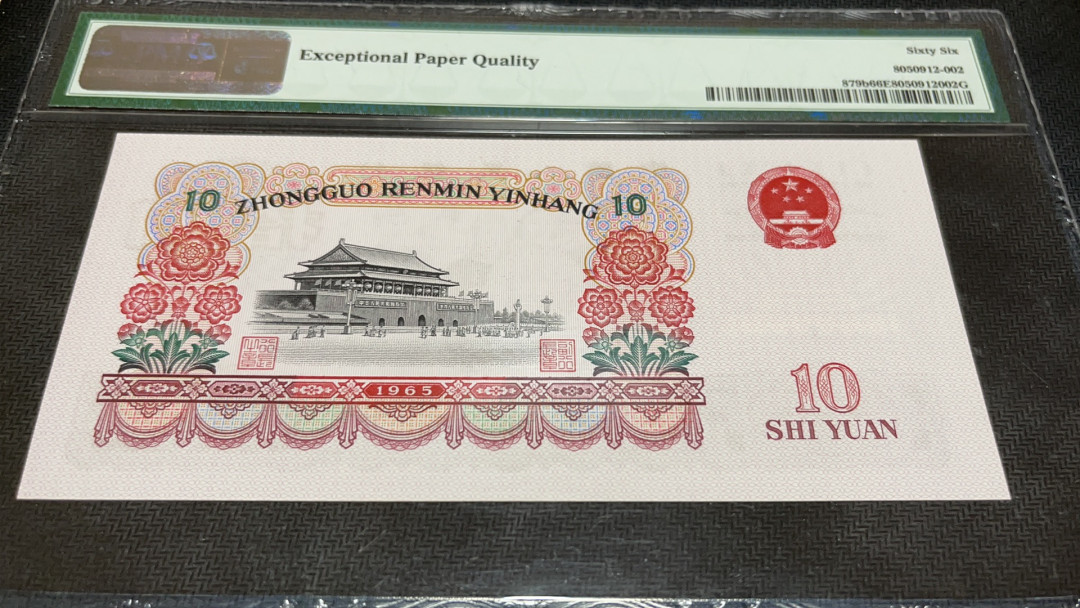 Exceptional Paper Quality
Sixty Six
8050912-002
879b66E8050912002G
10 ZHONGGUO RENMIN YINHANG 10
1965
10
SHI YUAN